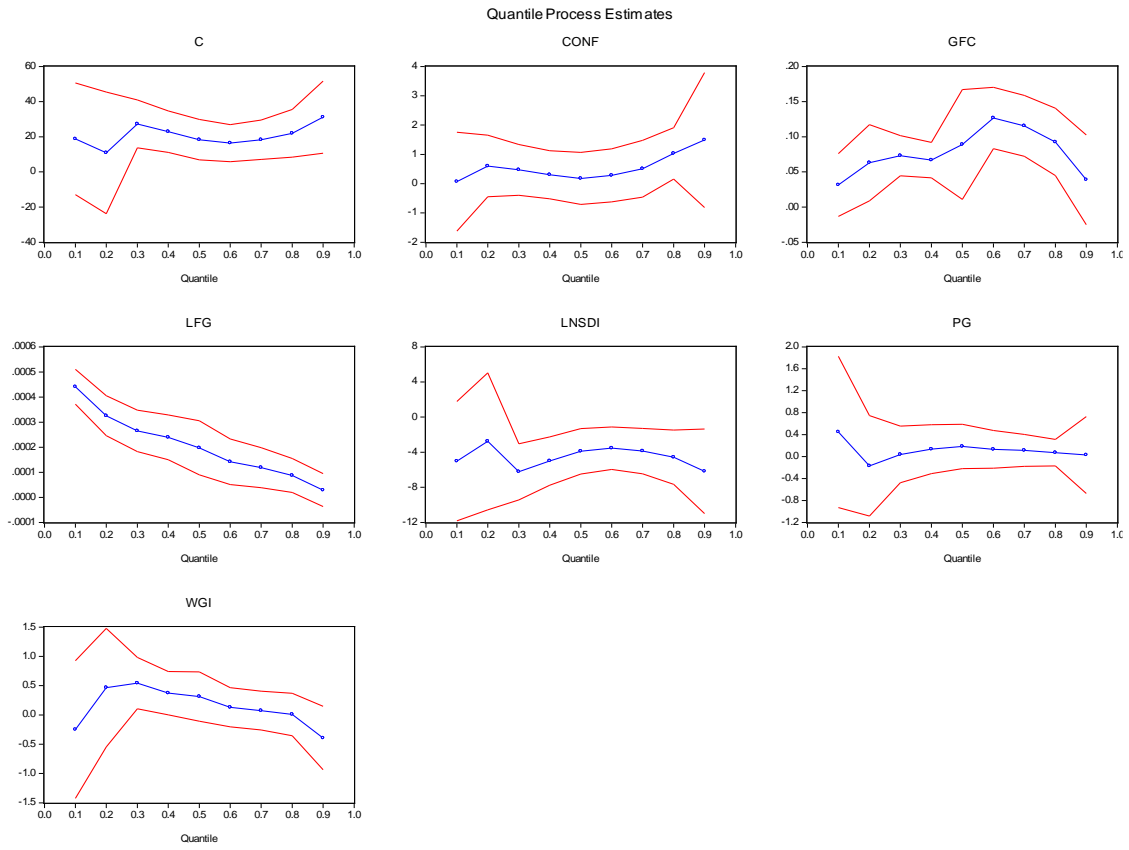 Quantile Process Estimates
C
60
40
20
0
-20
-40
0.0 0.1 0.2 0.3 0.4 0.5 0.6 0.7 0.8 0.9 1.0
Quantile
CONF
4
3
2
1
0
-1
-2
0.0 0.1 0.2 0.3 0.4 0.5 0.6 0.7 0.8 0.9 1.0
Quantile
GFC
.20
.15
.10
.05
.00
-.05
0.0 0.1 0.2 0.3 0.4 0.5 0.6 0.7 0.8 0.9 1.0
Quantile
LFG
.0006
.0005
.0004
.0003
.0002
.0001
.0000
-.0001
0.0 0.1 0.2 0.3 0.4 0.5 0.6 0.7 0.8 0.9 1.0
Quantile
LNSDI
8
4
0
-4
-8
-12
0.0 0.1 0.2 0.3 0.4 0.5 0.6 0.7 0.8 0.9 1.0
Quantile
PG
2.0
1.6
1.2
0.8
0.4
0.0
-0.4
-0.8
-1.2
0.0 0.1 0.2 0.3 0.4 0.5 0.6 0.7 0.8 0.9 1.0
Quantile
WGI
1.5
1.0
0.5
0.0
-0.5
-1.0
-1.5
0.0 0.1 0.2 0.3 0.4 0.5 0.6 0.7 0.8 0.9 1.0
Quantile